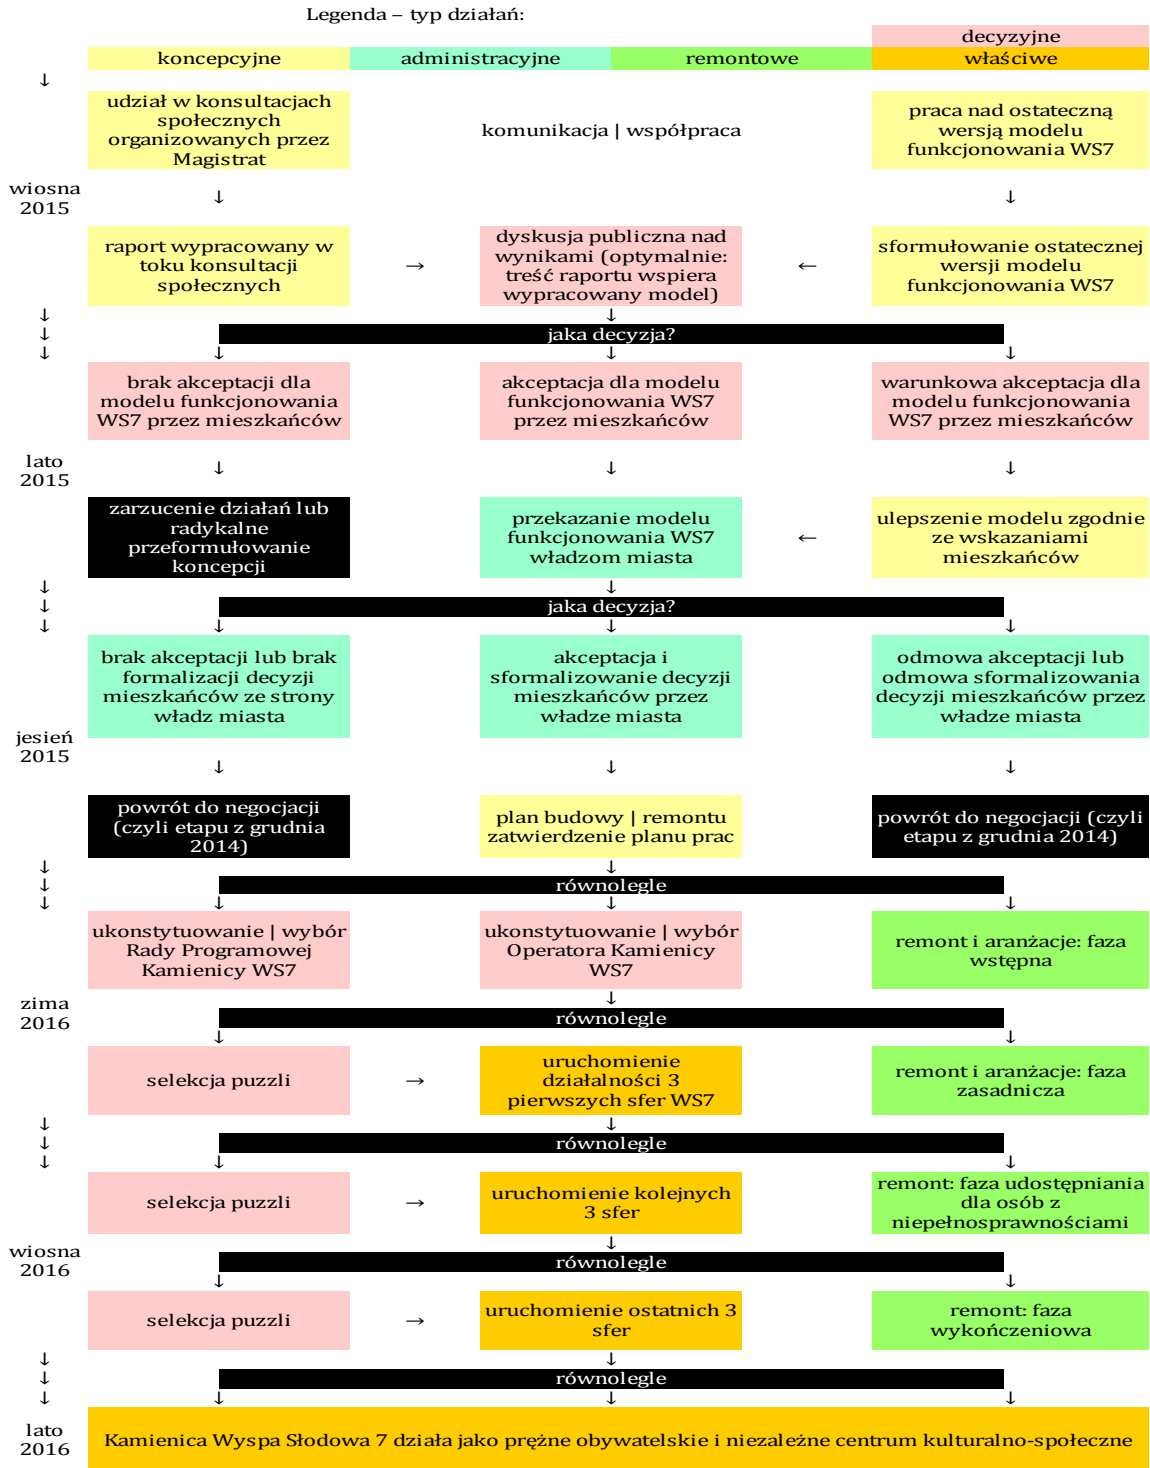 Legenda – typ działań:
decyzyjne
koncepcyjne
administracyjne
remontowe
właściwe
↓
udział w konsultacjach
społecznych
organizowanych przez
Magistrat
komunikacja | współpraca
praca nad ostateczną
wersją modelu
funkcjonowania WS7
wiosna
2015
↓
↓
raport wypracowany w
toku konsultacji
społecznych
→
dyskusja publiczna nad
wynikami (optymalnie:
treść raportu wspiera
wypracowany model)
←
sformułowanie ostatecznej
wersji modelu
funkcjonowania WS7
↓
↓
↓
↓
jaka decyzja?
↓
↓
↓
brak akceptacji dla
modelu funkcjonowania
WS7 przez mieszkańców
akceptacja dla modelu
funkcjonowania WS7
przez mieszkańców
warunkowa akceptacja dla
modelu funkcjonowania
WS7 przez mieszkańców
lato
2015
↓
↓
↓
zarzucenie działań lub
radykalne
przeformułowanie
koncepcji
przekazanie modelu
funkcjonowania WS7
władzom miasta
←
ulepszenie modelu zgodnie
ze wskazaniami
mieszkańców
↓
↓
↓
↓
jaka decyzja?
↓
↓
↓
brak akceptacji lub brak
formalizacji decyzji
mieszkańców ze strony
władz miasta
akceptacja i
sformalizowanie decyzji
mieszkańców przez
władze miasta
odmowa akceptacji lub
odmowa sformalizowania
decyzji mieszkańców przez
władze miasta
jesień
2015
↓
↓
↓
powrót do negocjacji
(czyli etapu z grudnia
2014)
plan budowy | remontu
zatwierdzenie planu prac
powrót do negocjacji (czyli
etapu z grudnia 2014)
↓
↓
↓
↓
równolegle
↓
↓
↓
ukonstytuowanie | wybór
Rady Programowej
Kamienicy WS7
ukonstytuowanie | wybór
Operatora Kamienicy
WS7
remont i aranżacje: faza
wstępna
zima
2016
↓
równolegle
↓
↓
selekcja puzzli
→
uruchomienie
działalności 3
pierwszych sfer WS7
remont i aranżacje: faza
zasadnicza
↓
↓
↓
↓
równolegle
↓
↓
selekcja puzzli
→
uruchomienie kolejnych
3 sfer
remont: faza udostępniania
dla osób z
niepełnosprawnościami
wiosna
2016
↓
równolegle
↓
↓
selekcja puzzli
→
uruchomienie ostatnich 3
sfer
remont: faza
wykończeniowa
↓
↓
↓
↓
równolegle
↓
↓
↓
lato
2016
Kamienica Wyspa Słodowa 7 działa jako prężne obywatelskie i niezależne centrum kulturalno-społeczne